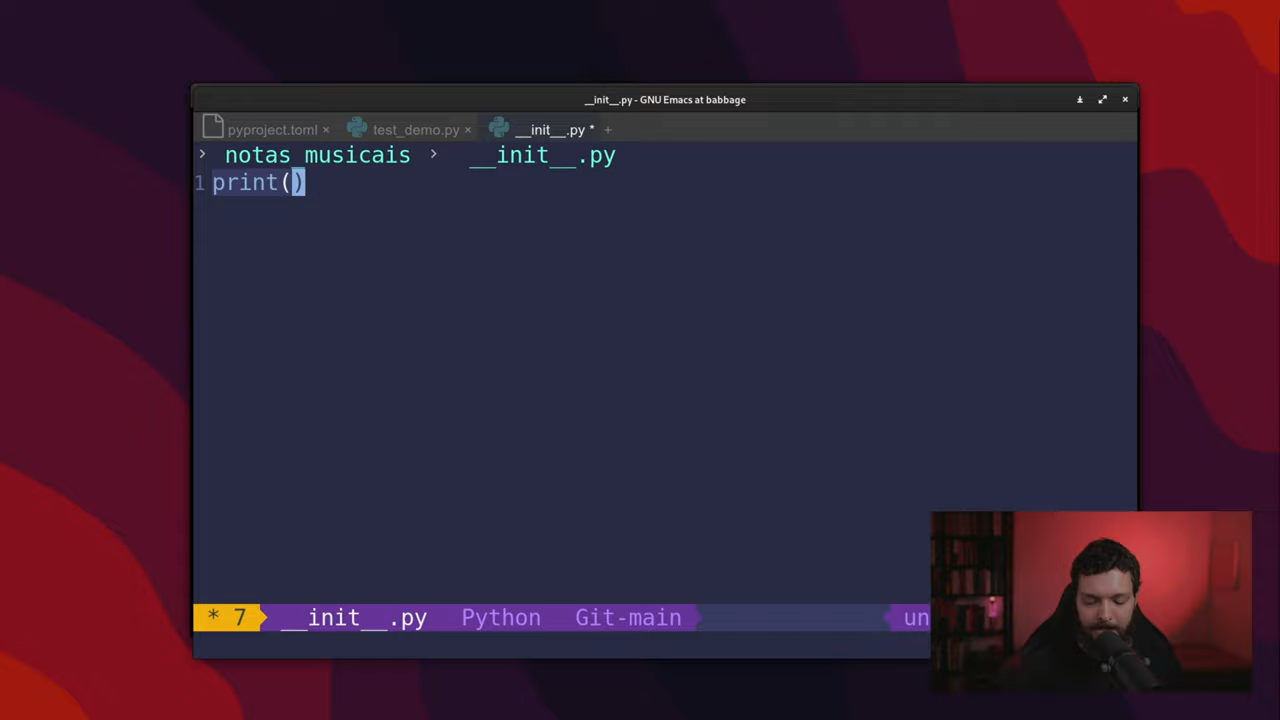 __init__.py - GNU Emacs at babbage
pyproject.toml × test_demo.py × __init__.py * +
› notas musicais › __init__.py
1 print()
* 7 __init__.py Python Git-main un